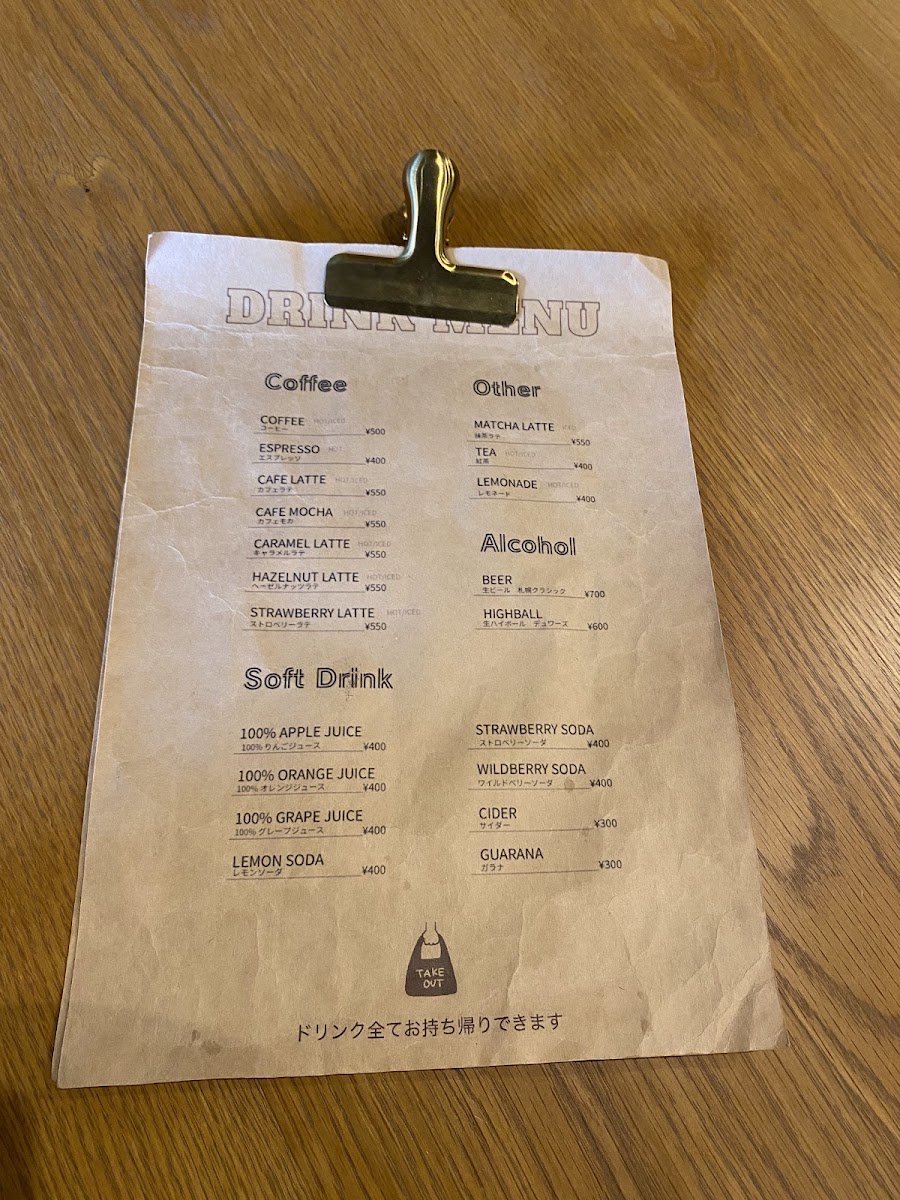 DRINK MENU
Coffee
COFFEE HOT/ICED
コーヒー ¥500
ESPRESSO HOT
エスプレッソ ¥400
CAFE LATTE HOT/ICED
カフェラテ ¥550
CAFE MOCHA HOT/ICED
カフェモカ ¥550
CARAMEL LATTE HOT/ICED
キャラメルラテ ¥550
HAZELNUT LATTE HOT/ICED
ヘーゼルナッツラテ ¥550
STRAWBERRY LATTE HOT/ICED
ストロベリーラテ ¥550
Other
MATCHA LATTE ICED
抹茶ラテ ¥550
TEA HOT/ICED
紅茶 ¥400
LEMONADE HOT/ICED
レモネード ¥400
Alcohol
BEER
生ビール 札幌クラシック ¥700
HIGHBALL
生ハイボール デュワーズ ¥600
Soft Drink
100% APPLE JUICE
100% りんごジュース ¥400
100% ORANGE JUICE
100% オレンジジュース ¥400
100% GRAPE JUICE
100% グレープジュース ¥400
LEMON SODA
レモンソーダ ¥400
STRAWBERRY SODA
ストロベリーソーダ ¥400
WILDBERRY SODA
ワイルドベリーソーダ ¥400
CIDER
サイダー ¥300
GUARANA
ガラナ ¥300
TAKE
OUT
ドリンク全てお持ち帰りできます